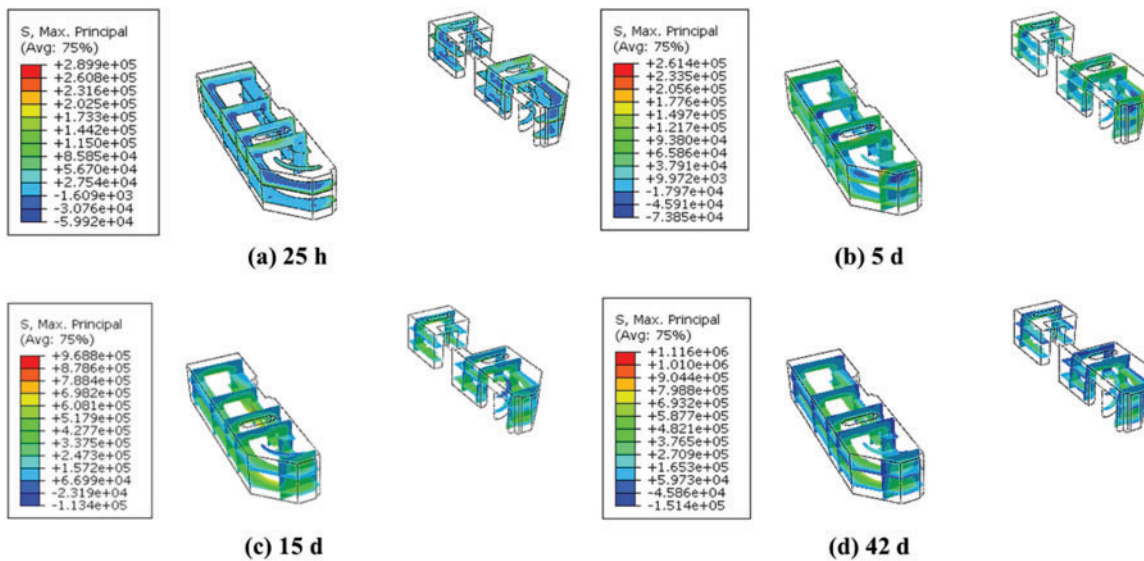 S, Max. Principal
(Avg: 75%)
+2.899e+05
+2.608e+05
+2.316e+05
+2.025e+05
+1.733e+05
+1.442e+05
+1.150e+05
+8.585e+04
+5.670e+04
+2.754e+04
-1.609e+03
-3.076e+04
-5.992e+04
(a) 25 h
S, Max. Principal
(Avg: 75%)
+2.614e+05
+2.335e+05
+2.056e+05
+1.776e+05
+1.497e+05
+1.217e+05
+9.380e+04
+6.586e+04
+3.791e+04
+9.972e+03
-1.797e+04
-4.591e+04
-7.385e+04
(b) 5 d
S, Max. Principal
(Avg: 75%)
+9.688e+05
+8.786e+05
+7.884e+05
+6.982e+05
+6.081e+05
+5.179e+05
+4.277e+05
+3.375e+05
+2.473e+05
+1.572e+05
+6.699e+04
-2.319e+04
-1.134e+05
(c) 15 d
S, Max. Principal
(Avg: 75%)
+1.116e+06
+1.010e+06
+9.044e+05
+7.988e+05
+6.932e+05
+5.877e+05
+4.821e+05
+3.765e+05
+2.709e+05
+1.653e+05
+5.973e+04
-4.586e+04
-1.514e+05
(d) 42 d